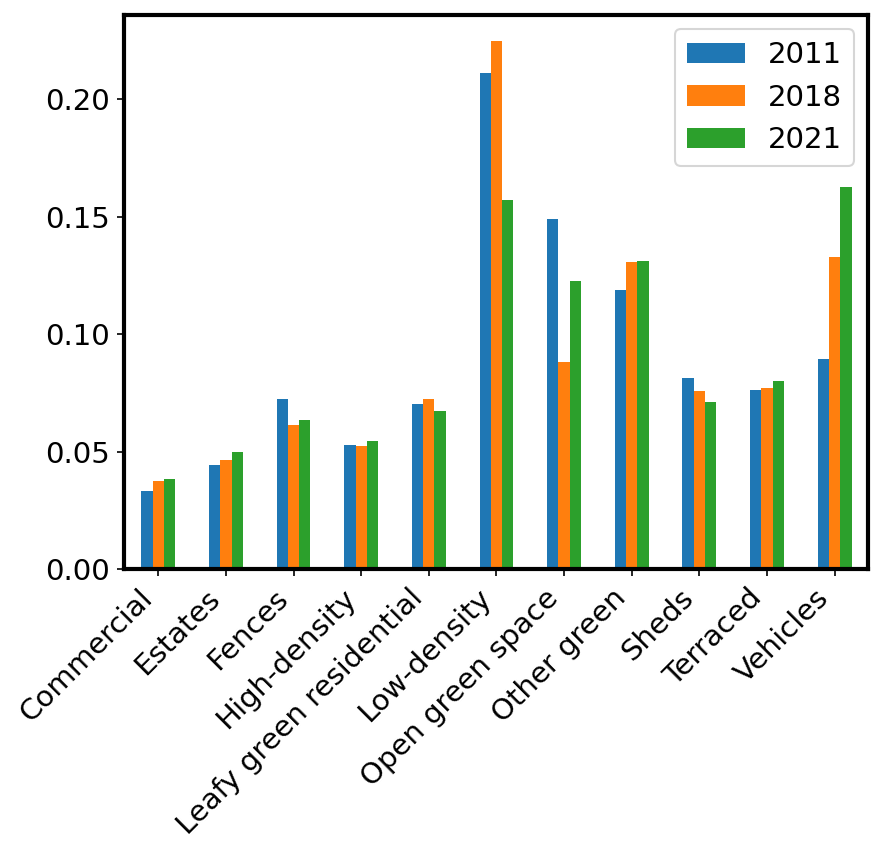 2011
2018
2021
0.20
0.15
0.10
0.05
0.00
Commercial
Estates
Fences
High-density
Leafy green residential
Low-density
Open green space
Other green
Sheds
Terraced
Vehicles